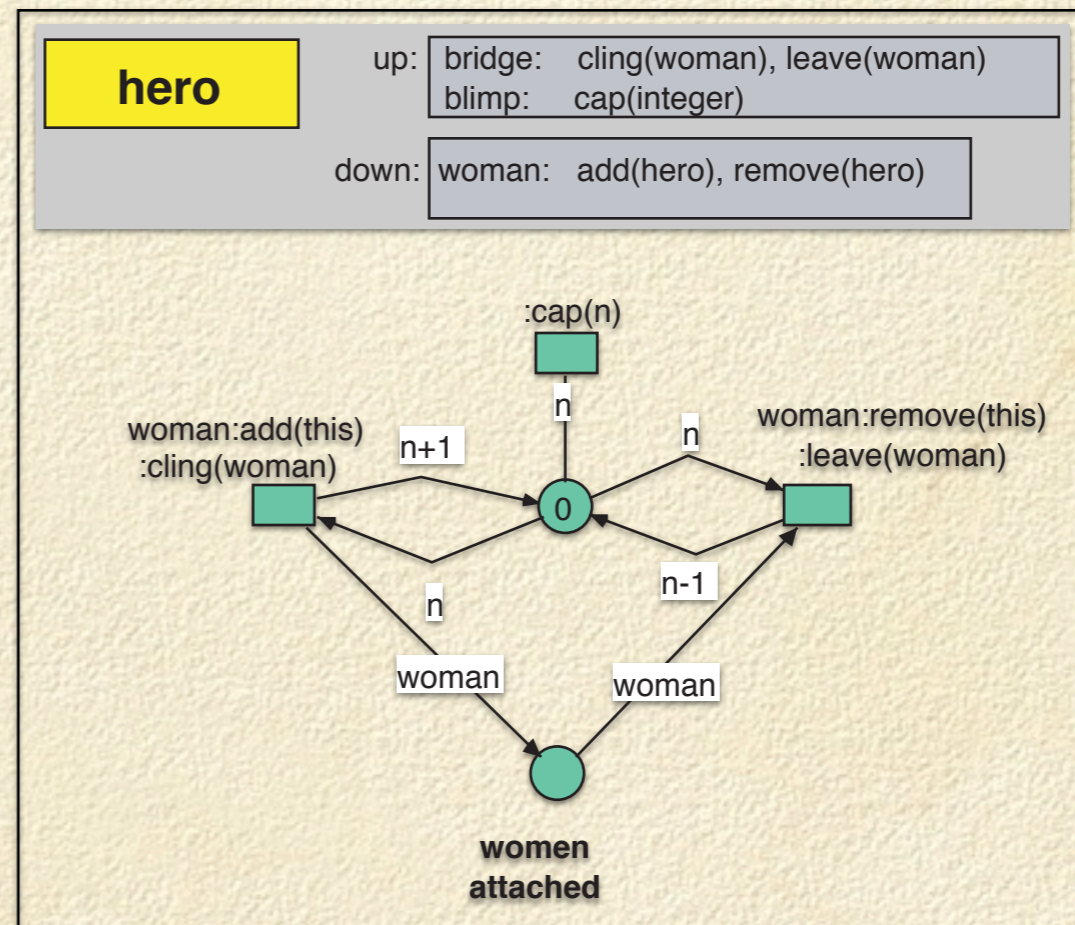 hero
up:
bridge: cling(woman), leave(woman)
blimp: cap(integer)
down:
woman: add(hero), remove(hero)
:cap(n)
n
woman:add(this)
:cling(woman)
n+1
n
woman:remove(this)
:leave(woman)
0
n
n-1
woman
woman
women
attached